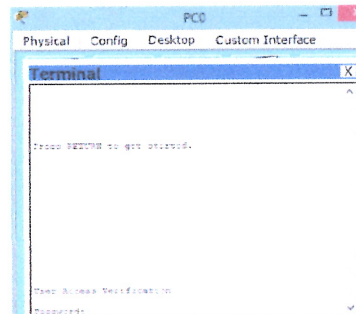 PC0
Physical Config Desktop Custom Interface
Terminal X
Press RETURN to get started.
User Access Verification
Password: